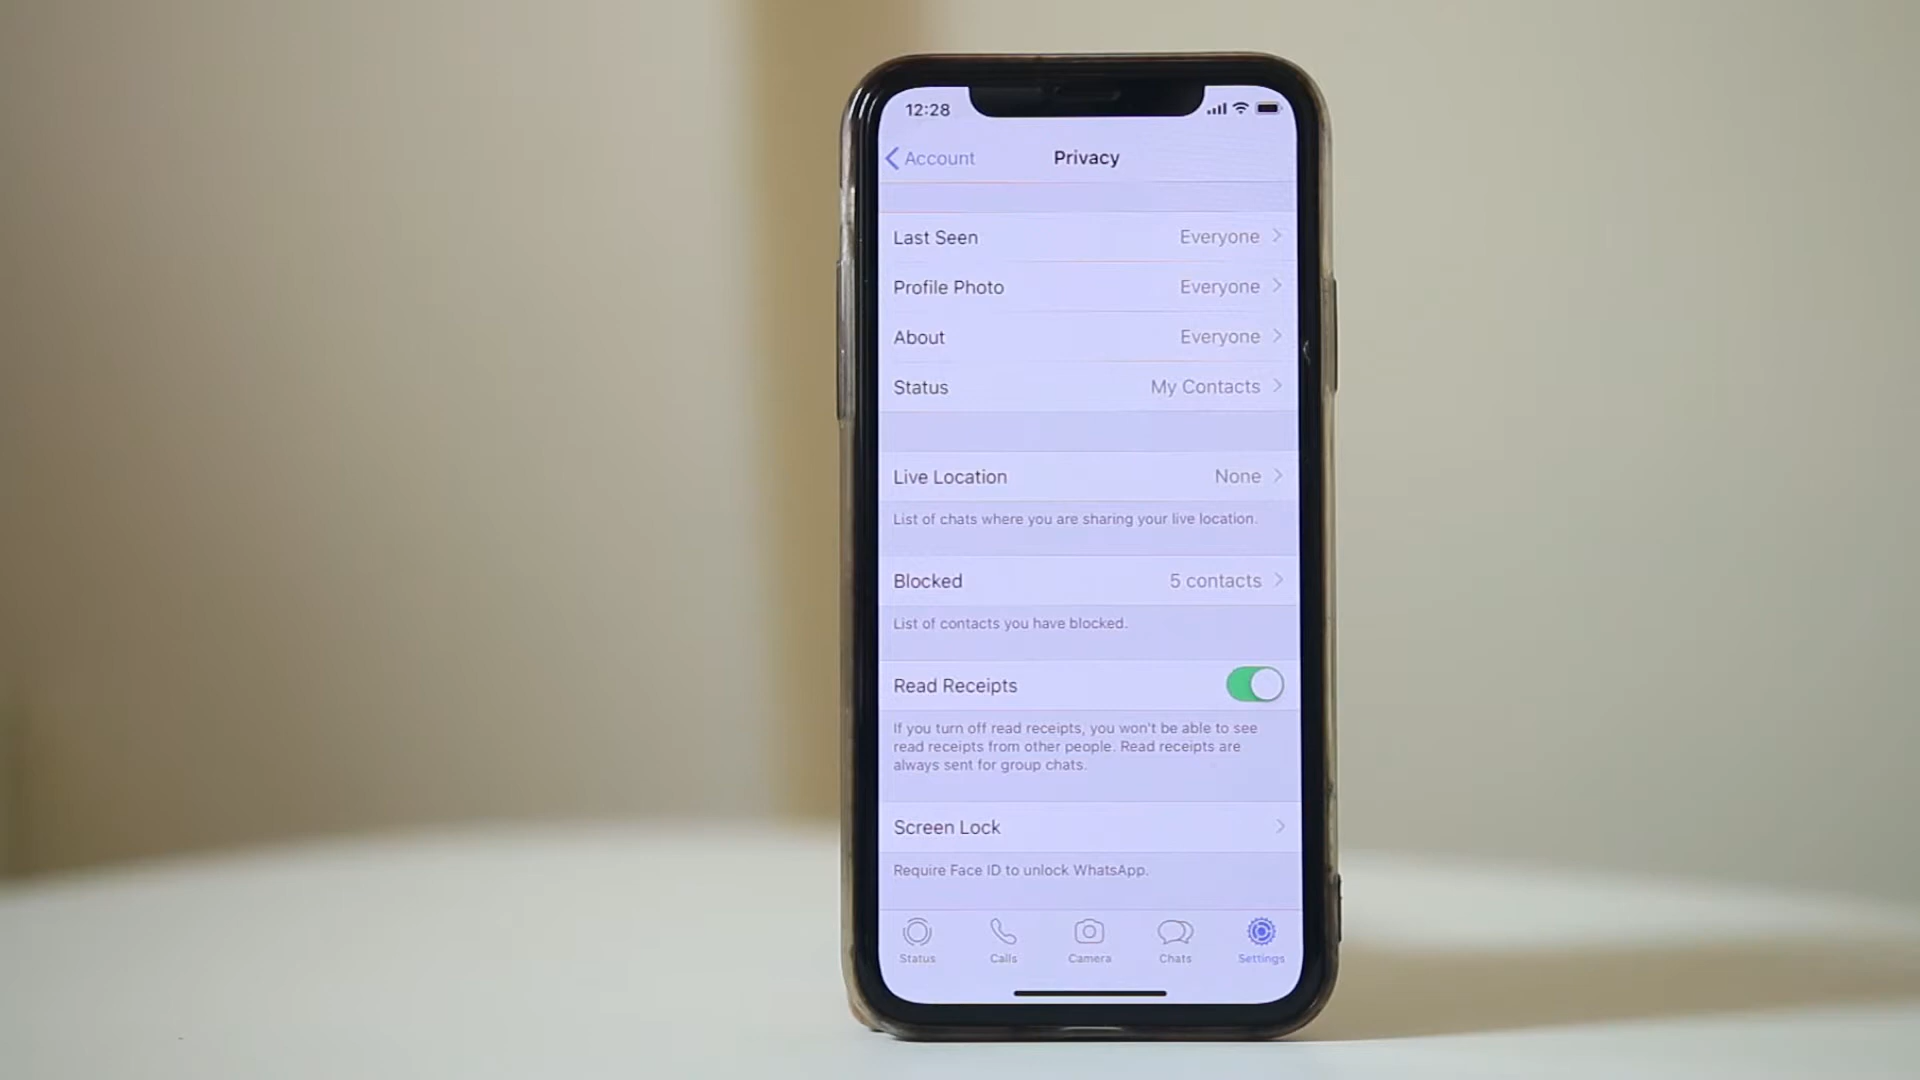 12:28
Account
Privacy
Last Seen Everyone
Profile Photo Everyone
About Everyone
Status My Contacts
Live Location None
List of chats where you are sharing your live location.
Blocked 5 contacts
List of contacts you have blocked.
Read Receipts
If you turn off read receipts, you won't be able to see
read receipts from other people. Read receipts are
always sent for group chats.
Screen Lock
Require Face ID to unlock WhatsApp.
Status Calls Camera Chats Settings